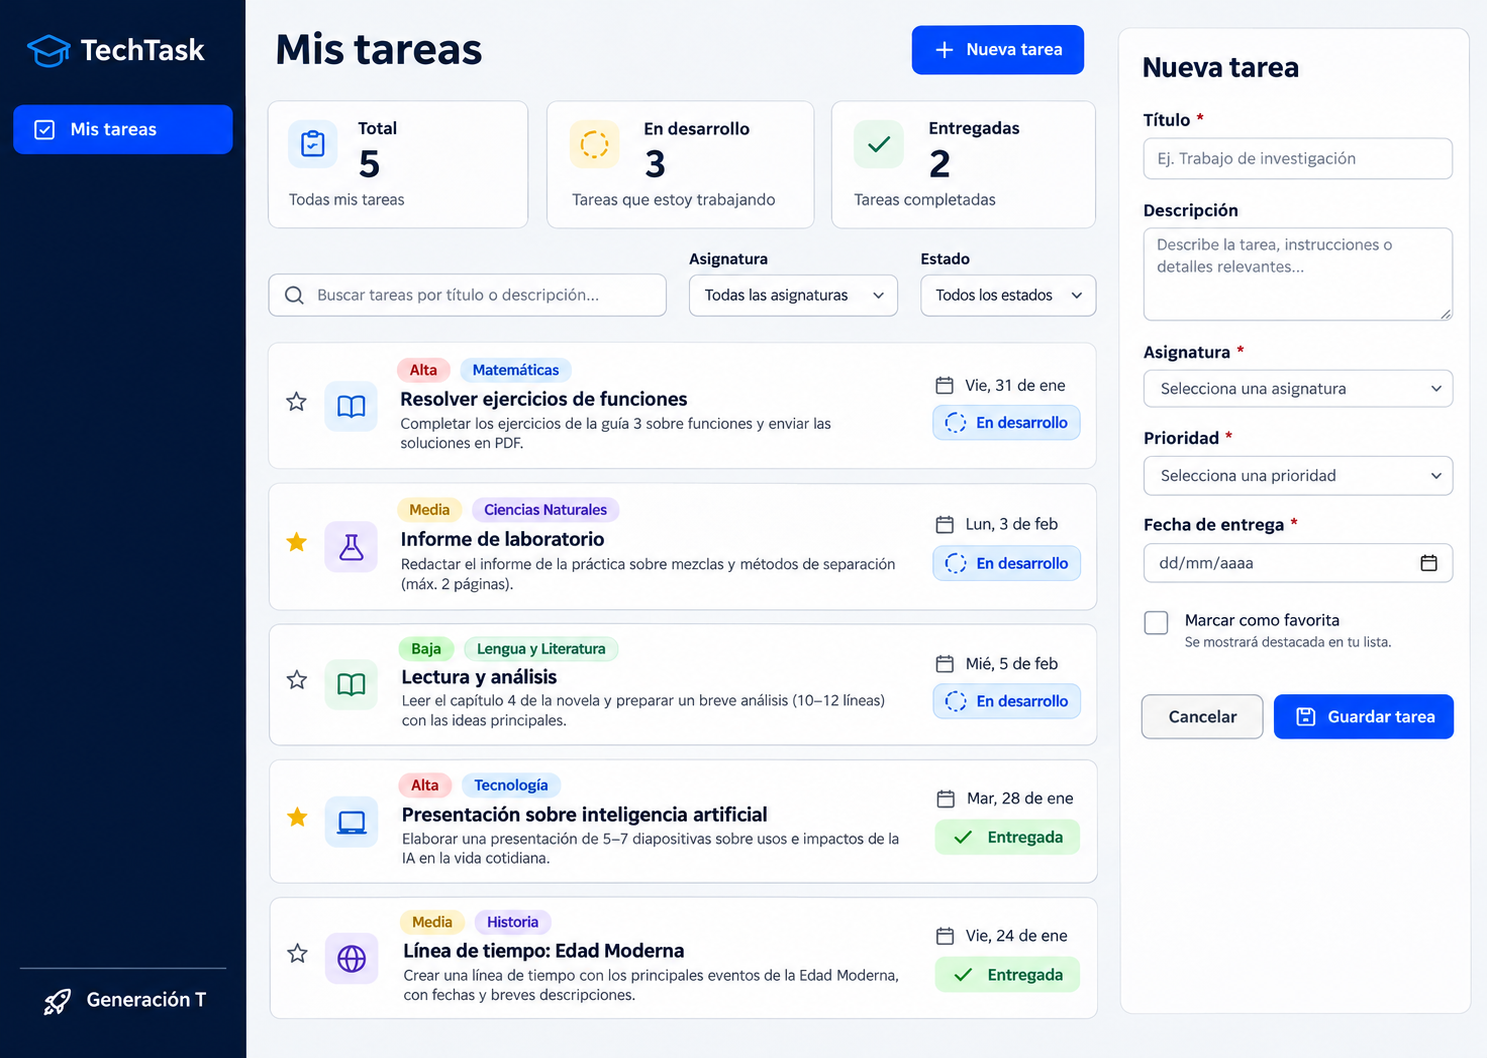 TechTask
Mis tareas
Generación T
Mis tareas
Nueva tarea
Total
5
Todas mis tareas
En desarrollo
3
Tareas que estoy trabajando
Entregadas
2
Tareas completadas
Buscar tareas por título o descripción...
Asignatura
Todas las asignaturas
Estado
Todos los estados
Alta
Matemáticas
Resolver ejercicios de funciones
Completar los ejercicios de la guía 3 sobre funciones y enviar las
soluciones en PDF.
Vie, 31 de ene
En desarrollo
Media
Ciencias Naturales
Informe de laboratorio
Redactar el informe de la práctica sobre mezclas y métodos de separación
(máx. 2 páginas).
Lun, 3 de feb
En desarrollo
Baja
Lengua y Literatura
Lectura y análisis
Leer el capítulo 4 de la novela y preparar un breve análisis (10–12 líneas)
con las ideas principales.
Mié, 5 de feb
En desarrollo
Alta
Tecnología
Presentación sobre inteligencia artificial
Elaborar una presentación de 5–7 diapositivas sobre usos e impactos de la
IA en la vida cotidiana.
Mar, 28 de ene
Entregada
Media
Historia
Línea de tiempo: Edad Moderna
Crear una línea de tiempo con los principales eventos de la Edad Moderna,
con fechas y breves descripciones.
Vie, 24 de ene
Entregada
Nueva tarea
Título *
Ej. Trabajo de investigación
Descripción
Describe la tarea, instrucciones o
detalles relevantes...
Asignatura *
Selecciona una asignatura
Prioridad *
Selecciona una prioridad
Fecha de entrega *
dd/mm/aaaa
Marcar como favorita
Se mostrará destacada en tu lista.
Cancelar
Guardar tarea